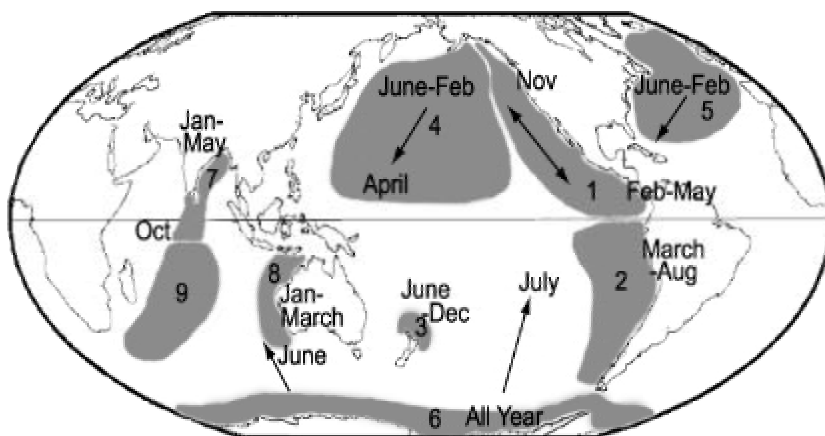 June-Feb
4
April
Nov
1
Feb-May
June-Feb
5
Jan-
May
7
Oct
9
8
Jan-
March
June
June
-Dec
3
July
March
-Aug
2
6
All Year